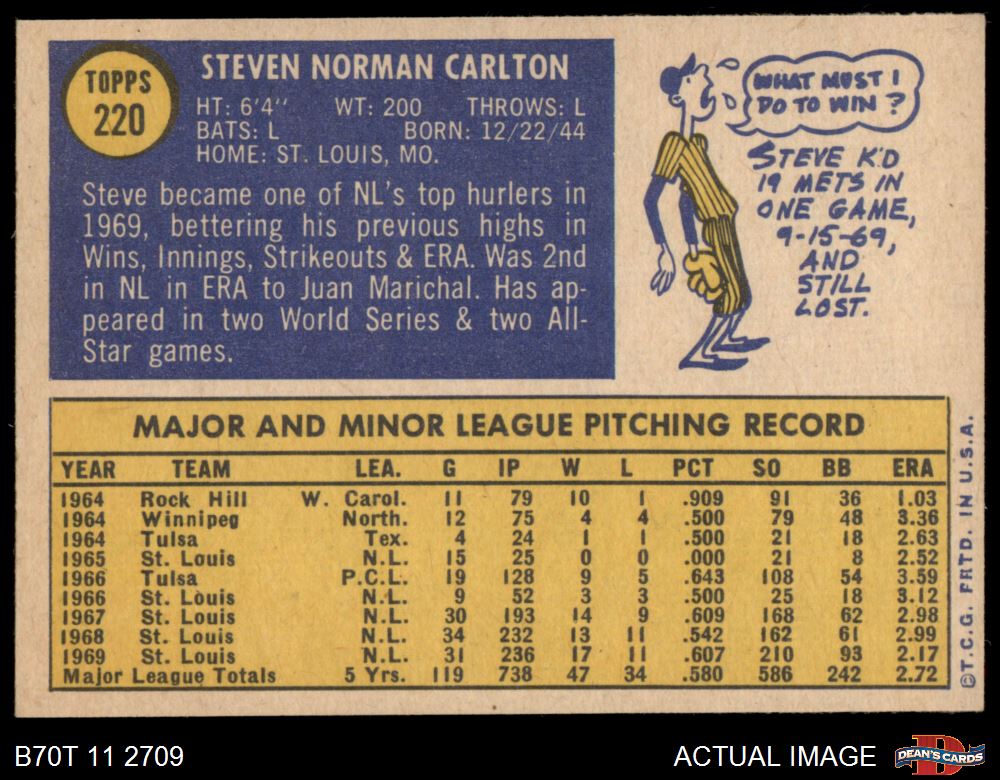 TOPPS
220
STEVEN NORMAN CARLTON
HT: 6'4" WT: 200 THROWS: L
BATS: L BORN: 12/22/44
HOME: ST. LOUIS, MO.
Steve became one of NL's top hurlers in
1969, bettering his previous highs in
Wins, Innings, Strikeouts & ERA. Was 2nd
in NL in ERA to Juan Marichal. Has ap-
peared in two World Series & two All-
Star games.
WHAT MUST I
DO TO WIN ?
STEVE K'D
19 METS IN
ONE GAME,
9-15-69,
AND
STILL
LOST.
MAJOR AND MINOR LEAGUE PITCHING RECORD
YEAR TEAM LEA. G IP W L PCT SO BB ERA
1964 Rock Hill W. Carol. 11 79 10 1 .909 91 36 1.03
1964 Winnipeg North. 12 75 4 4 .500 79 48 3.36
1964 Tulsa Tex. 4 24 1 1 .500 21 18 2.63
1965 St. Louis N.L. 15 25 0 0 .000 21 8 2.52
1966 Tulsa P.C.L. 19 128 9 5 .643 108 54 3.59
1966 St. Louis N.L. 9 52 3 3 .500 25 18 3.12
1967 St. Louis N.L. 30 193 14 9 .609 168 62 2.98
1968 St. Louis N.L. 34 232 13 11 .542 162 61 2.99
1969 St. Louis N.L. 31 236 17 11 .607 210 93 2.17
Major League Totals 5 Yrs. 119 738 47 34 .580 586 242 2.72
©T.C.G. PRTD. IN U.S.A.
B70T 11 2709
ACTUAL IMAGE
D
DEAN'S CARDS